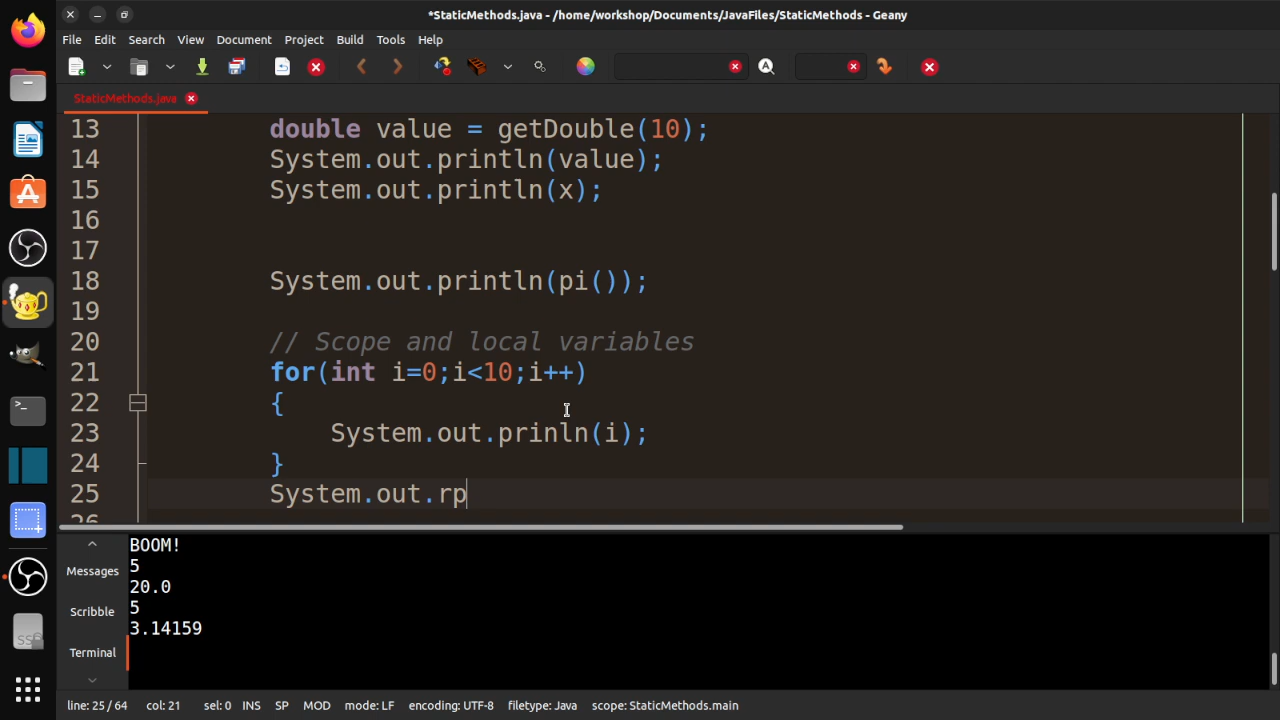 *StaticMethods.java - /home/workshop/Documents/JavaFiles/StaticMethods - Geany
File Edit Search View Document Project Build Tools Help
StaticMethods.java
13 double value = getDouble(10);
14 System.out.println(value);
15 System.out.println(x);
16
17
18 System.out.println(pi());
19
20 // Scope and local variables
21 for(int i=0;i<10;i++)
22 {
23 System.out.prinln(i);
24 }
25 System.out.rp
26
Messages
Scribble
Terminal
BOOM!
5
20.0
5
3.14159
line: 25 / 64 col: 21 sel: 0 INS SP MOD mode: LF encoding: UTF-8 filetype: Java scope: StaticMethods.main